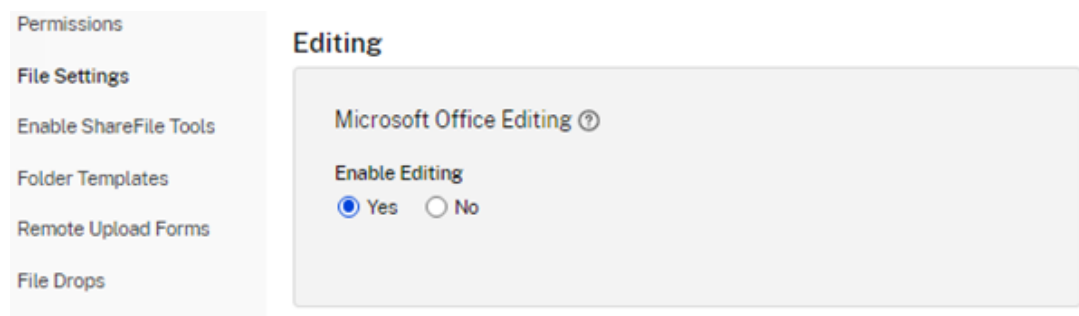 Permissions
File Settings
Enable ShareFile Tools
Folder Templates
Remote Upload Forms
File Drops
Editing
Microsoft Office Editing ?
Enable Editing
Yes No